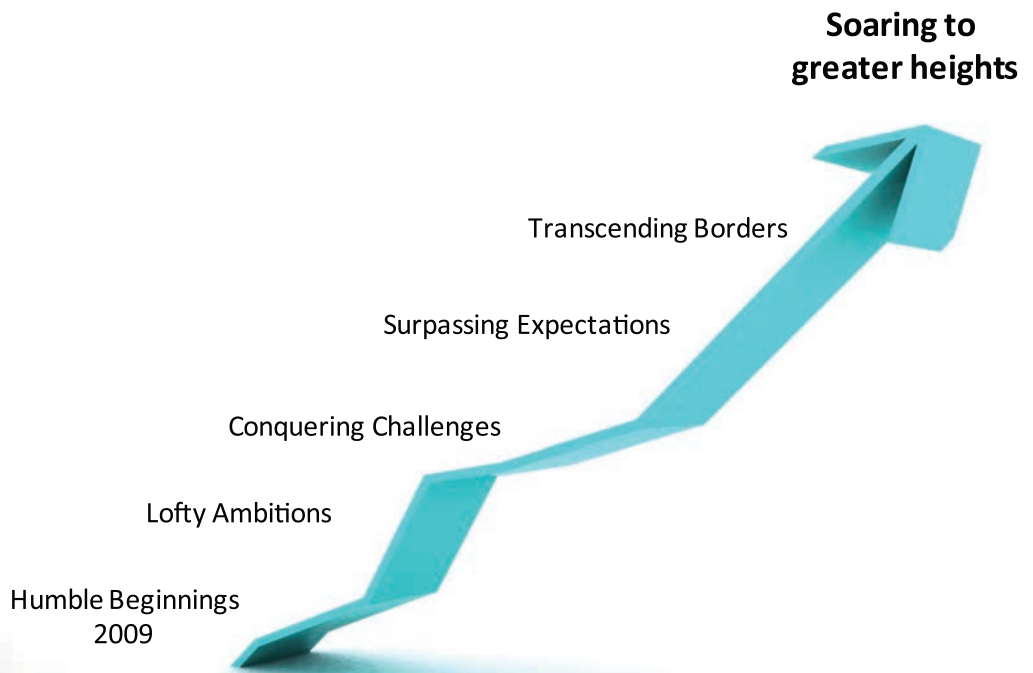 Soaring to
greater heights
Transcending Borders
Surpassing Expectations
Conquering Challenges
Lofty Ambitions
Humble Beginnings
2009